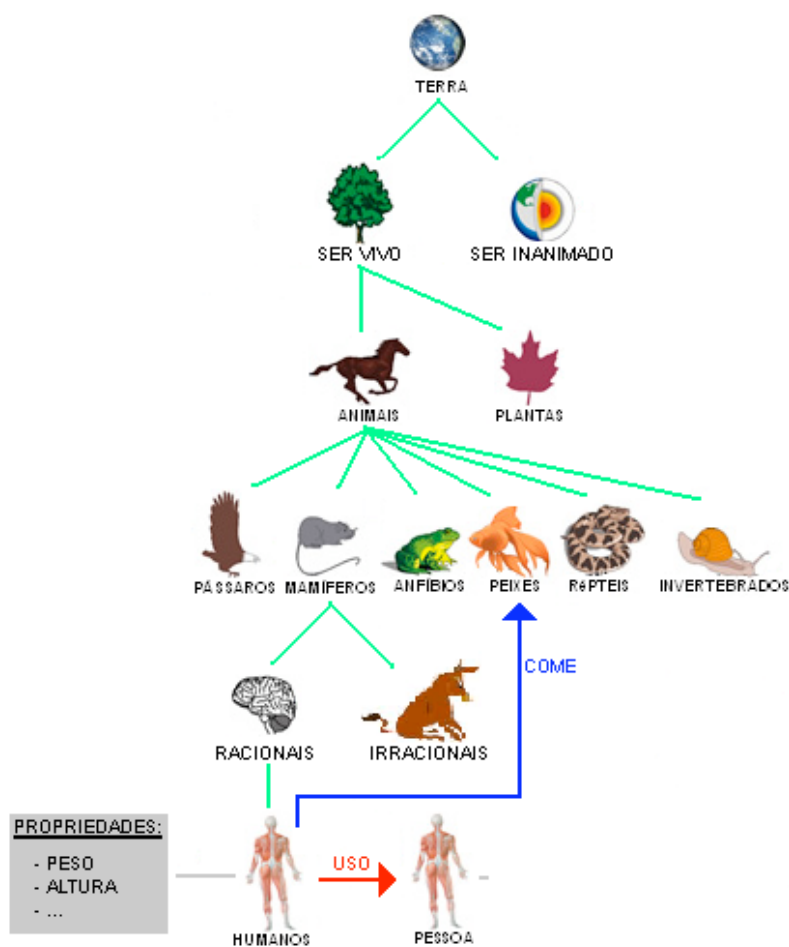 TERRA
SER VIVO
SER INANIMADO
ANIMAIS
PLANTAS
PÁSSAROS
MAMÍFEROS
ANFÍBIOS
PEIXES
RéPTEIS
INVERTEBRADOS
COME
RACIONAIS
IRRACIONAIS
PROPRIEDADES:
- PESO
- ALTURA
- ...
USO
HUMANOS
PESSOA